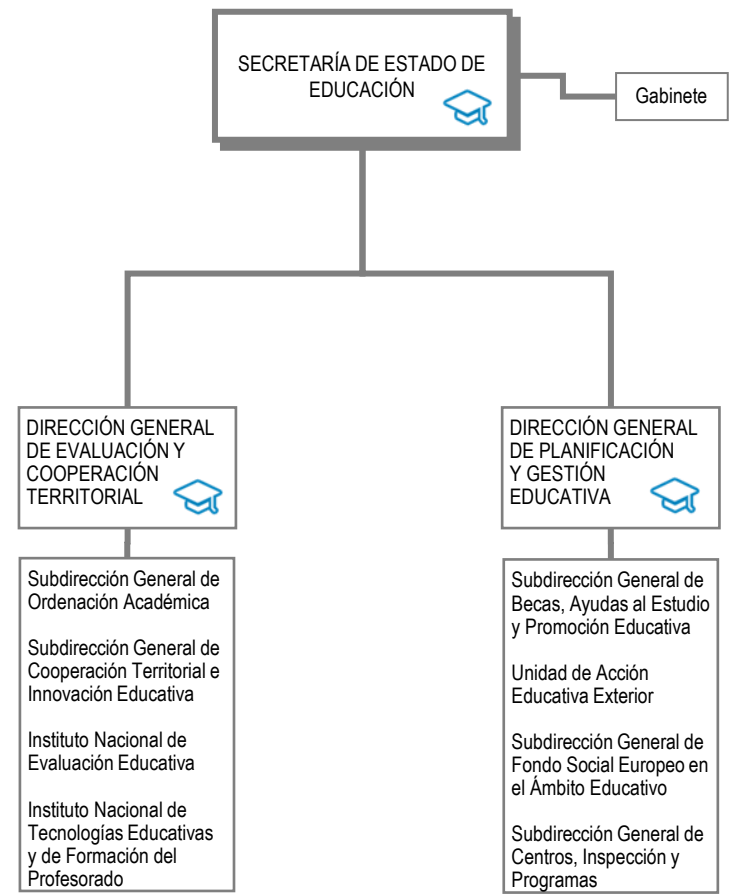 SECRETARÍA DE ESTADO DE
EDUCACIÓN
Gabinete
DIRECCIÓN GENERAL
DE EVALUACIÓN Y
COOPERACIÓN
TERRITORIAL
Subdirección General de
Ordenación Académica
Subdirección General de
Cooperación Territorial e
Innovación Educativa
Instituto Nacional de
Evaluación Educativa
Instituto Nacional de
Tecnologías Educativas
y de Formación del
Profesorado
DIRECCIÓN GENERAL
DE PLANIFICACIÓN
Y GESTIÓN
EDUCATIVA
Subdirección General de
Becas, Ayudas al Estudio
y Promoción Educativa
Unidad de Acción
Educativa Exterior
Subdirección General de
Fondo Social Europeo en
el Ámbito Educativo
Subdirección General de
Centros, Inspección y
Programas